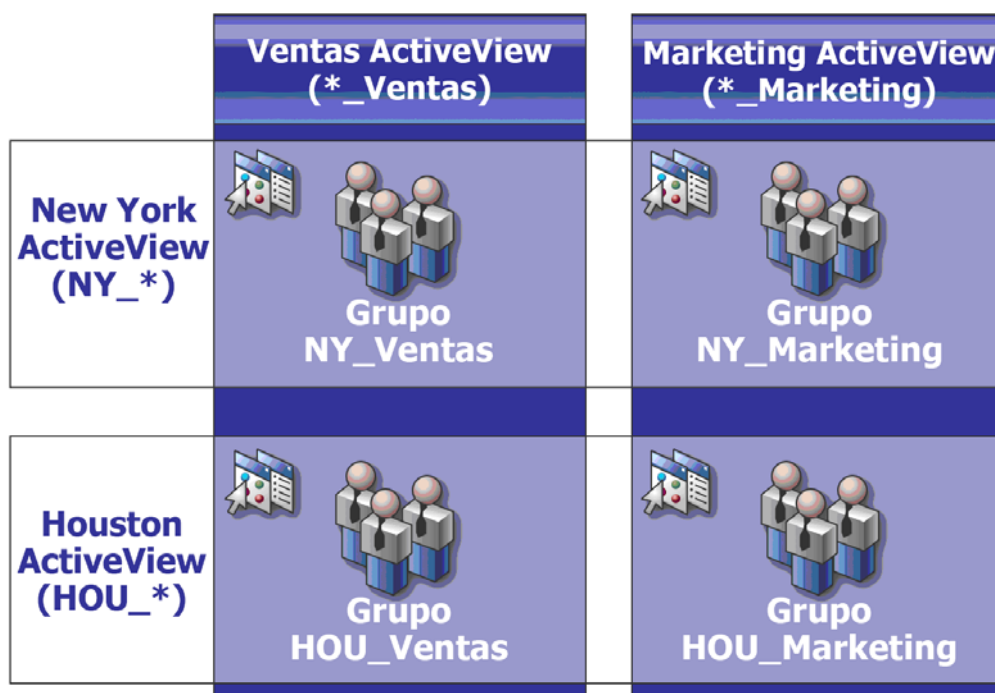 Ventas ActiveView
(*_Ventas)
Marketing ActiveView
(*_Marketing)
New York
ActiveView
(NY_*)
Grupo
NY_Ventas
Grupo
NY_Marketing
Houston
ActiveView
(HOU_*)
Grupo
HOU_Ventas
Grupo
HOU_Marketing